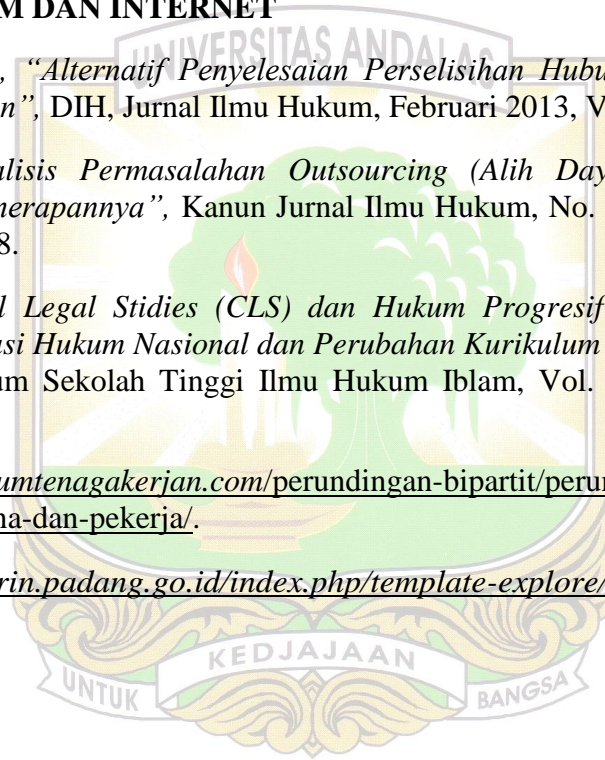 M DAN INTERNET
UNIVERSITAS ANDALAS
, “Alternatif Penyelesaian Perselisihan Hubu
n”, DIH, Jurnal Ilmu Hukum, Februari 2013, V
alisis Permasalahan Outsourcing (Alih Day
nerapannya”, Kanun Jurnal Ilmu Hukum, No.
8.
l Legal Stidies (CLS) dan Hukum Progresif
asi Hukum Nasional dan Perubahan Kurikulum
um Sekolah Tinggi Ilmu Hukum Iblam, Vol.
umtenagakerjan.com/perundingan-bipartit/perun
na-dan-pekerja/.
rin.padang.go.id/index.php/template-explore/
UNTUK KEDJAJAAN BANGSA